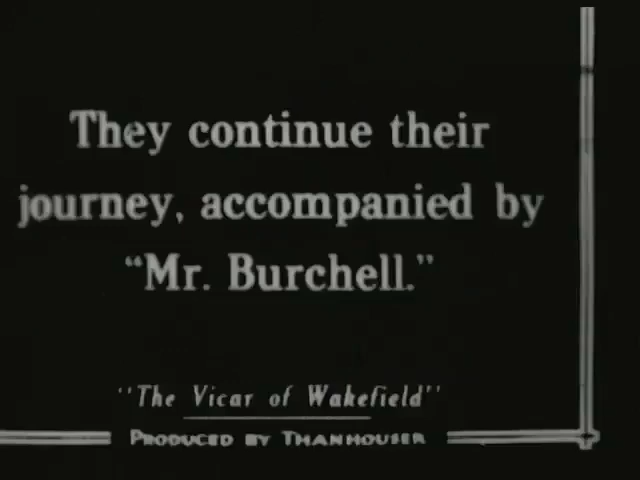 They continue their
journey, accompanied by
“Mr. Burchell.”
"The Vicar of Wakefield"
PRODUCED BY THANHOUSER